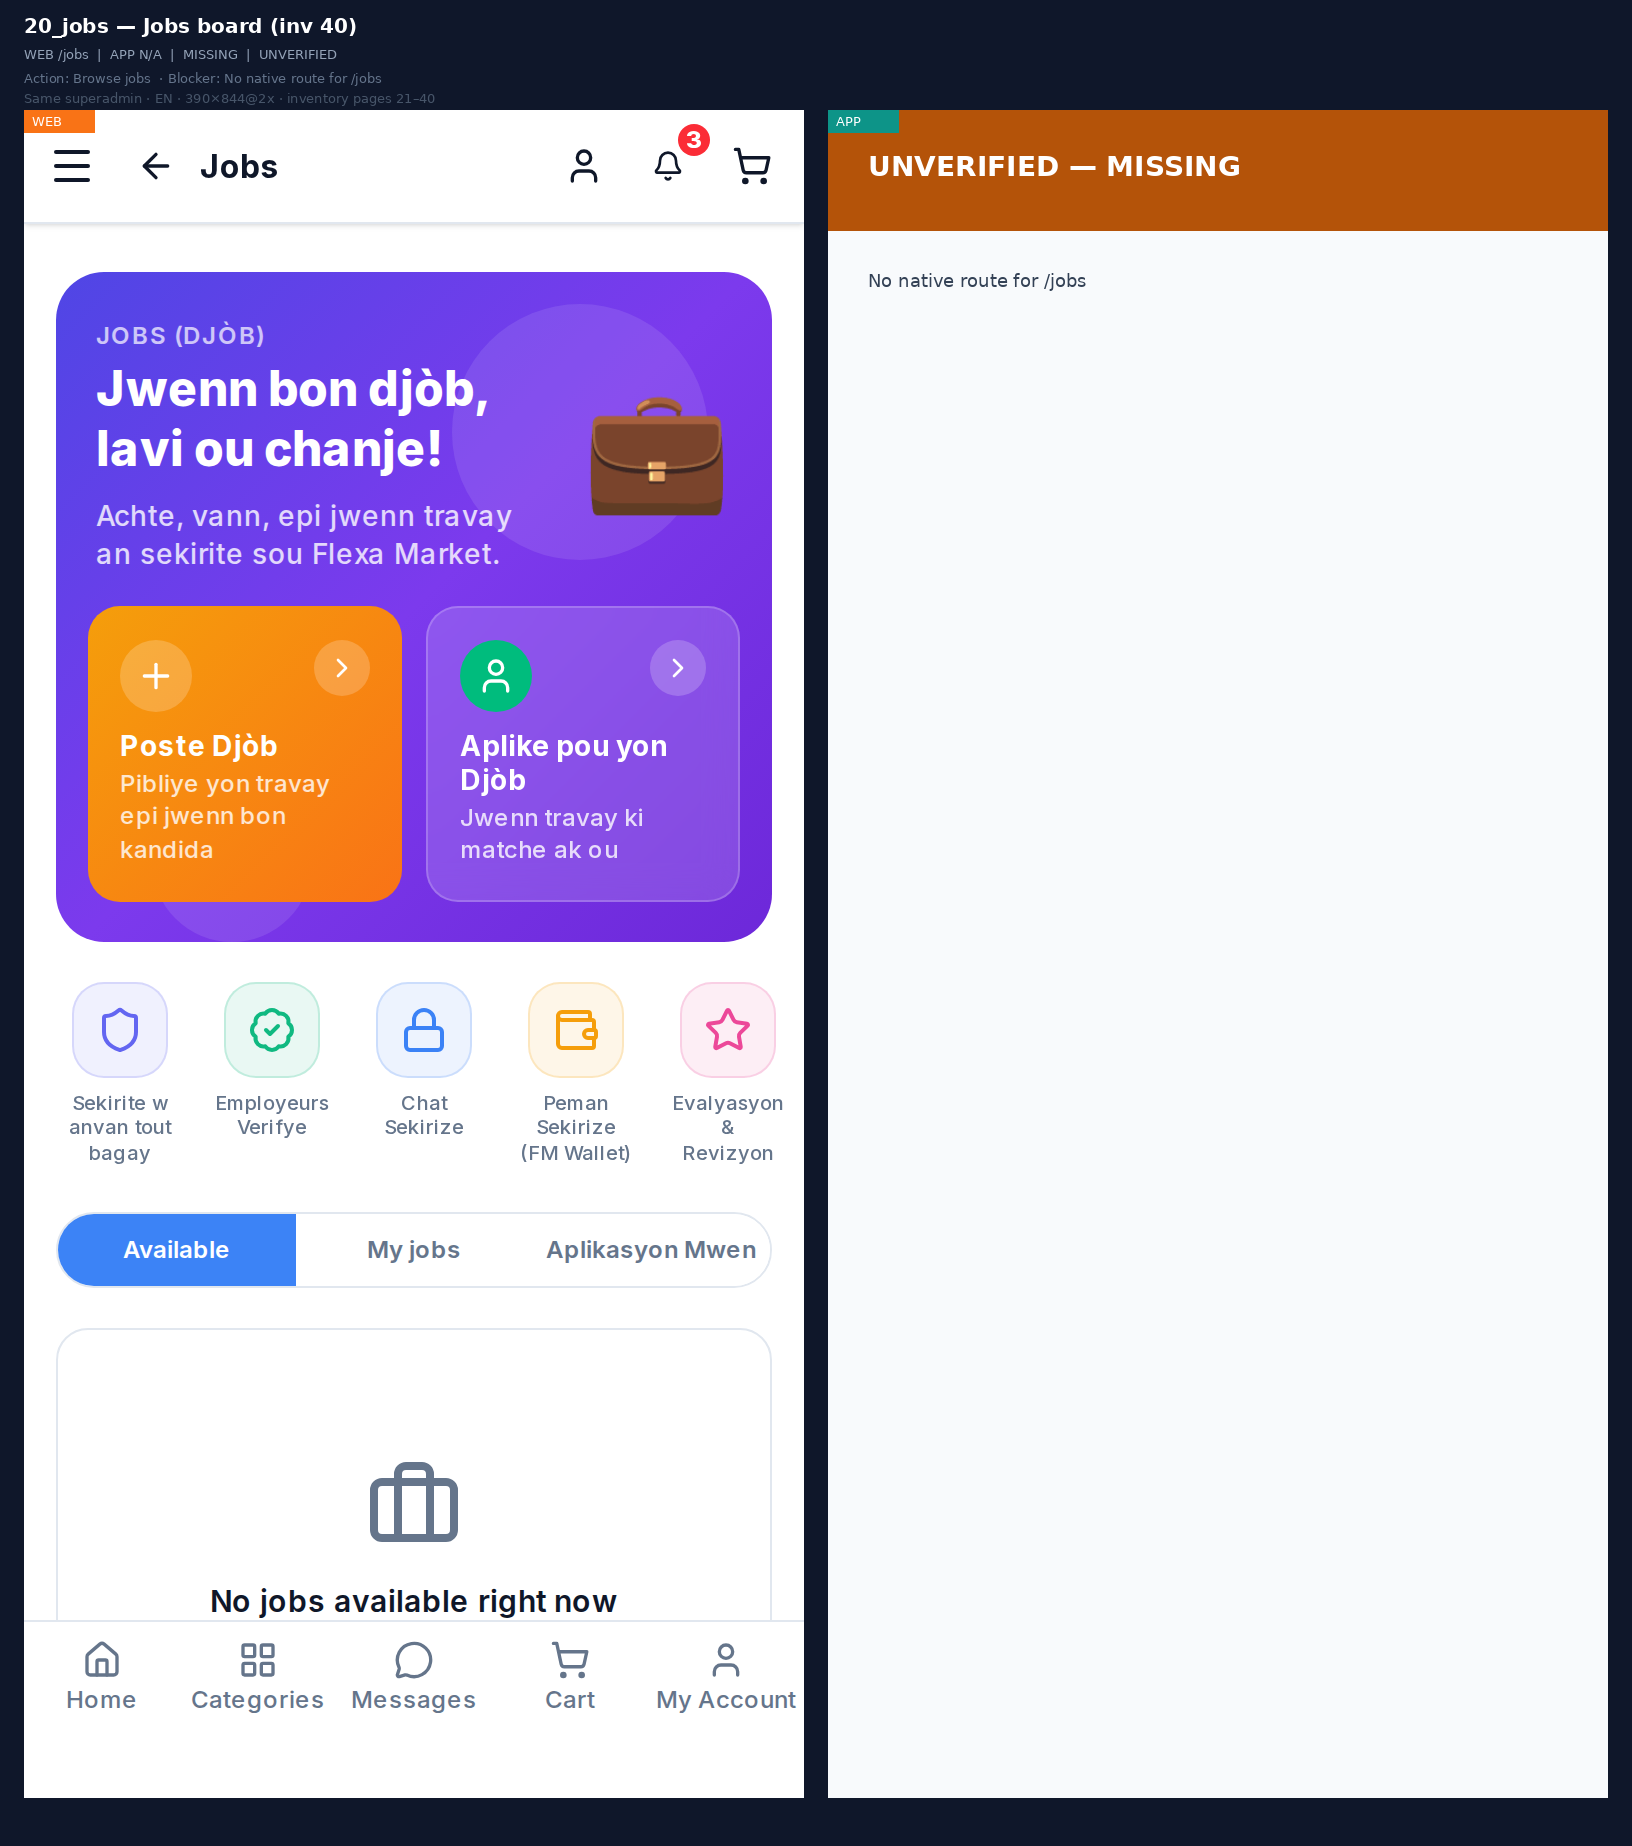 20_jobs — Jobs board (inv 40)
WEB /jobs | APP N/A | MISSING | UNVERIFIED
Action: Browse jobs · Blocker: No native route for /jobs
Same superadmin · EN · 390×844@2x · inventory pages 21–40
WEB
Jobs
3
JOBS (DJÒB)
Jwenn bon djòb,
lavi ou chanje!
Achte, vann, epi jwenn travay
an sekirite sou Flexa Market.
Poste Djòb
Pibliye yon travay
epi jwenn bon
kandida
Aplike pou yon
Djòb
Jwenn travay ki
matche ak ou
Sekirite w
anvan tout
bagay
Employeurs
Verifye
Chat
Sekirize
Peman
Sekirize
(FM Wallet)
Evalyasyon
&
Revizyon
Available
My jobs
Aplikasyon Mwen
No jobs available right now
Home
Categories
Messages
Cart
My Account
APP
UNVERIFIED — MISSING
No native route for /jobs